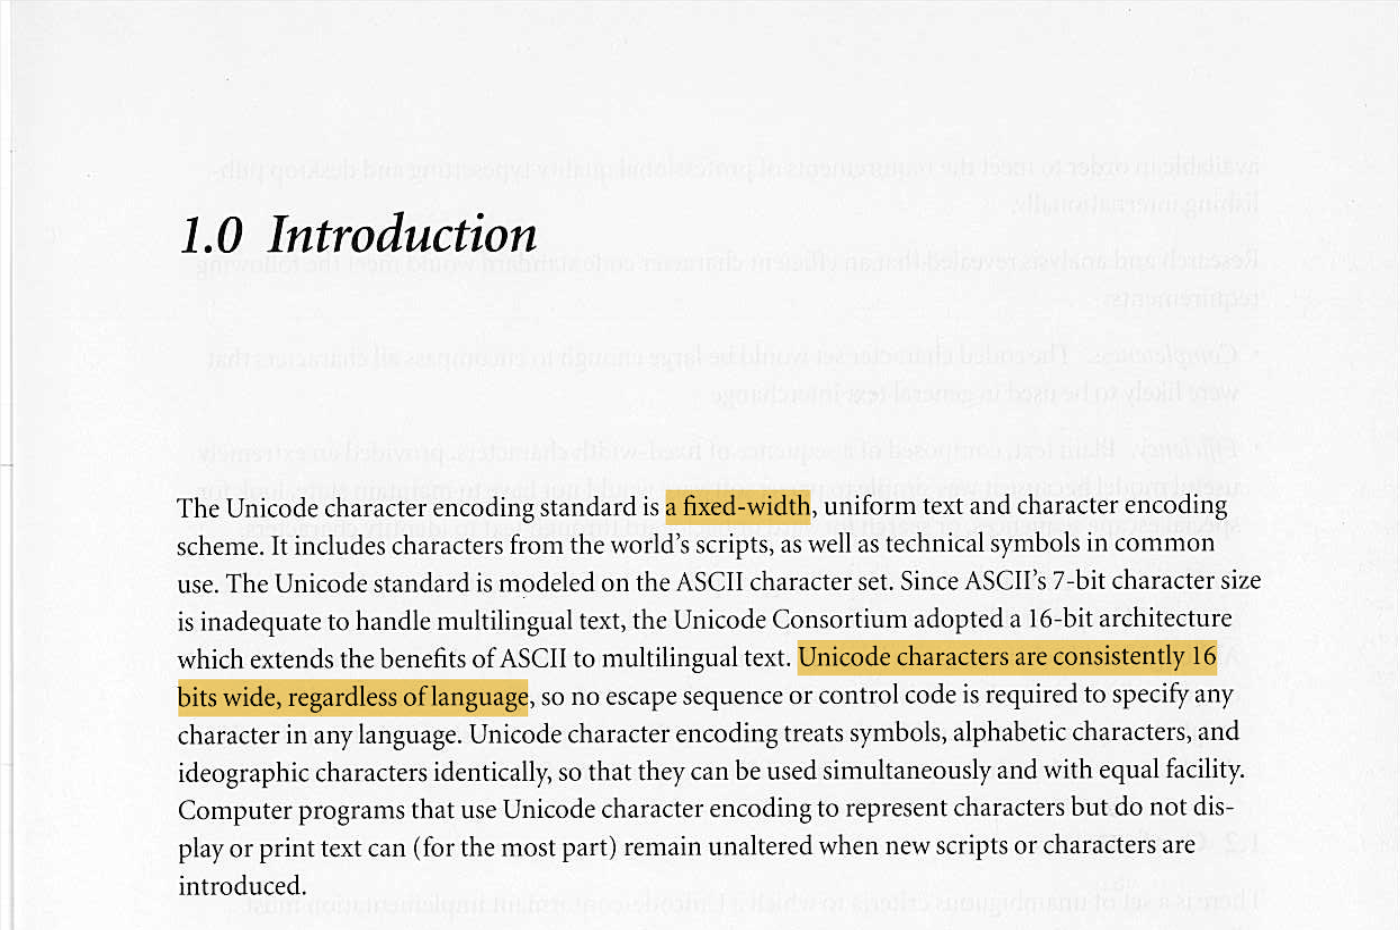 1.0 Introduction
The Unicode character encoding standard is a fixed-width, uniform text and character encoding
scheme. It includes characters from the world’s scripts, as well as technical symbols in common
use. The Unicode standard is modeled on the ASCII character set. Since ASCII’s 7-bit character size
is inadequate to handle multilingual text, the Unicode Consortium adopted a 16-bit architecture
which extends the benefits of ASCII to multilingual text. Unicode characters are consistently 16
bits wide, regardless of language, so no escape sequence or control code is required to specify any
character in any language. Unicode character encoding treats symbols, alphabetic characters, and
ideographic characters identically, so that they can be used simultaneously and with equal facility.
Computer programs that use Unicode character encoding to represent characters but do not dis-
play or print text can (for the most part) remain unaltered when new scripts or characters are
introduced.